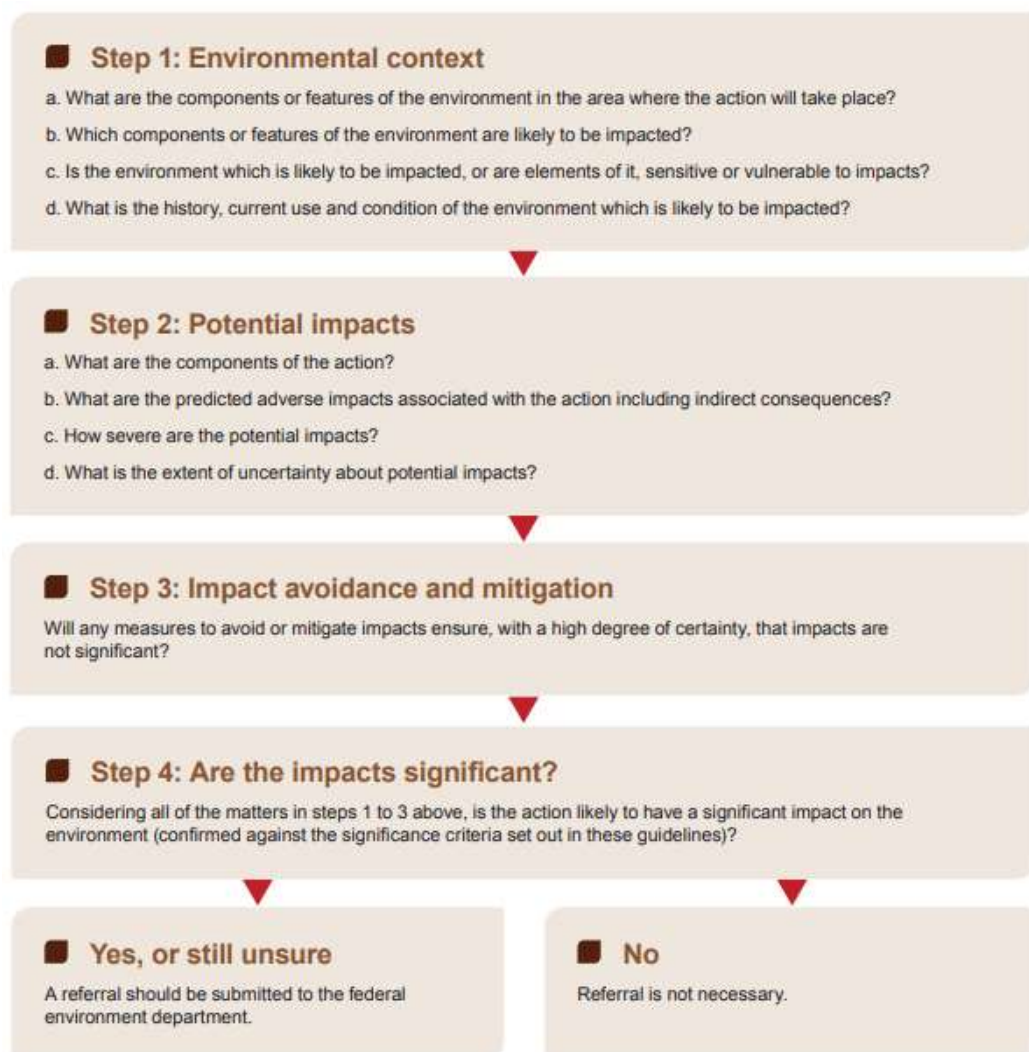 Step 1: Environmental context
a. What are the components or features of the environment in the area where the action will take place?
b. Which components or features of the environment are likely to be impacted?
c. Is the environment which is likely to be impacted, or are elements of it, sensitive or vulnerable to impacts?
d. What is the history, current use and condition of the environment which is likely to be impacted?
Step 2: Potential impacts
a. What are the components of the action?
b. What are the predicted adverse impacts associated with the action including indirect consequences?
c. How severe are the potential impacts?
d. What is the extent of uncertainty about potential impacts?
Step 3: Impact avoidance and mitigation
Will any measures to avoid or mitigate impacts ensure, with a high degree of certainty, that impacts are
not significant?
Step 4: Are the impacts significant?
Considering all of the matters in steps 1 to 3 above, is the action likely to have a significant impact on the
environment (confirmed against the significance criteria set out in these guidelines)?
Yes, or still unsure
A referral should be submitted to the federal
environment department.
No
Referral is not necessary.